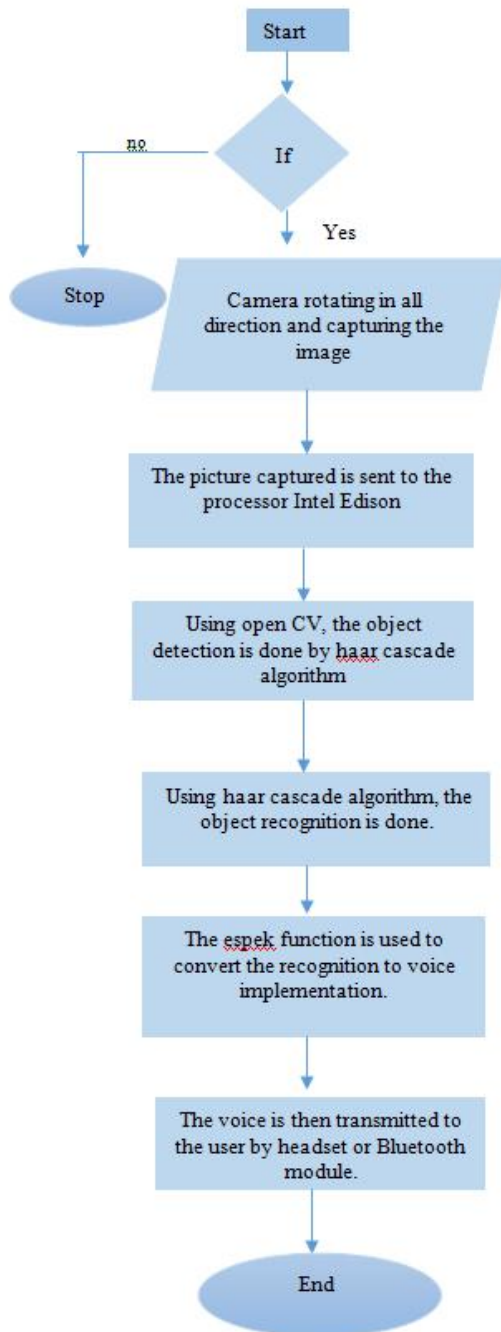 Start
If
no
Yes
Stop
Camera rotating in all
direction and capturing the
image
The picture captured is sent to the
processor Intel Edison
Using open CV, the object
detection is done by haar cascade
algorithm
Using haar cascade algorithm, the
object recognition is done.
The espek function is used to
convert the recognition to voice
implementation.
The voice is then transmitted to
the user by headset or Bluetooth
module.
End